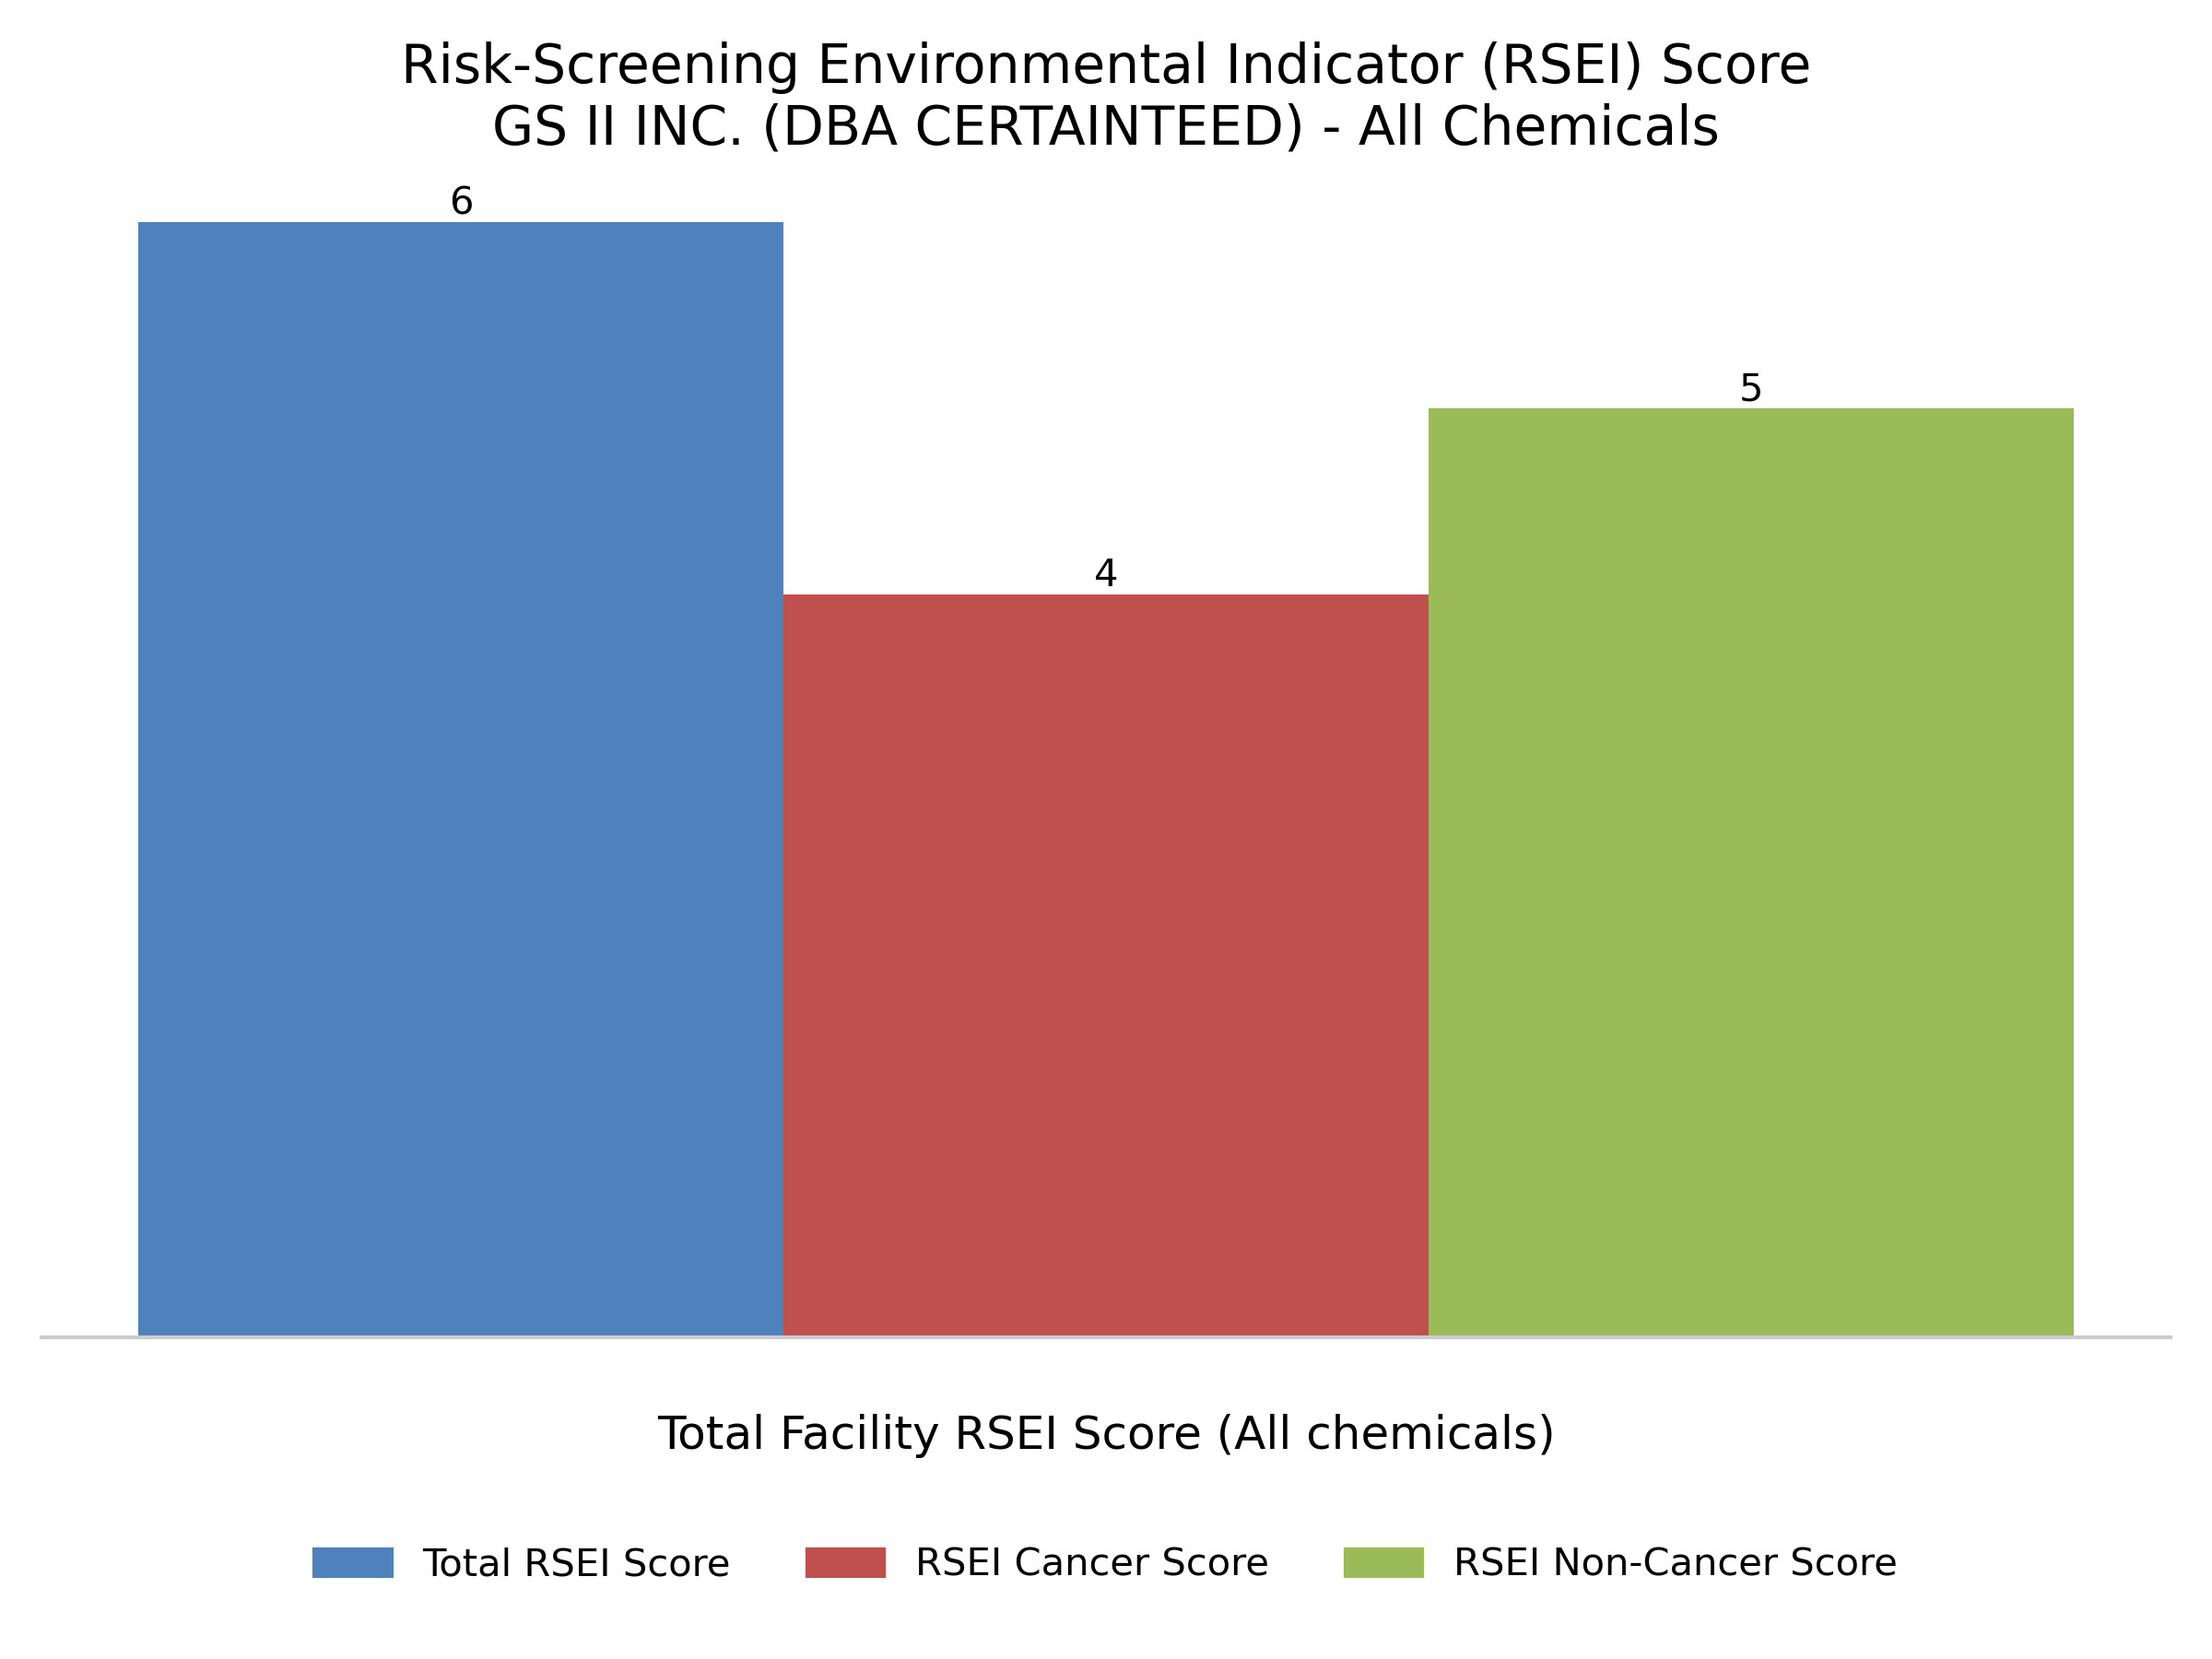 Risk-Screening Environmental Indicator (RSEI) Score
GS II INC. (DBA CERTAINTEED) - All Chemicals
6
5
4
Total Facility RSEI Score (All chemicals)
Total RSEI Score
RSEI Cancer Score
RSEI Non-Cancer Score